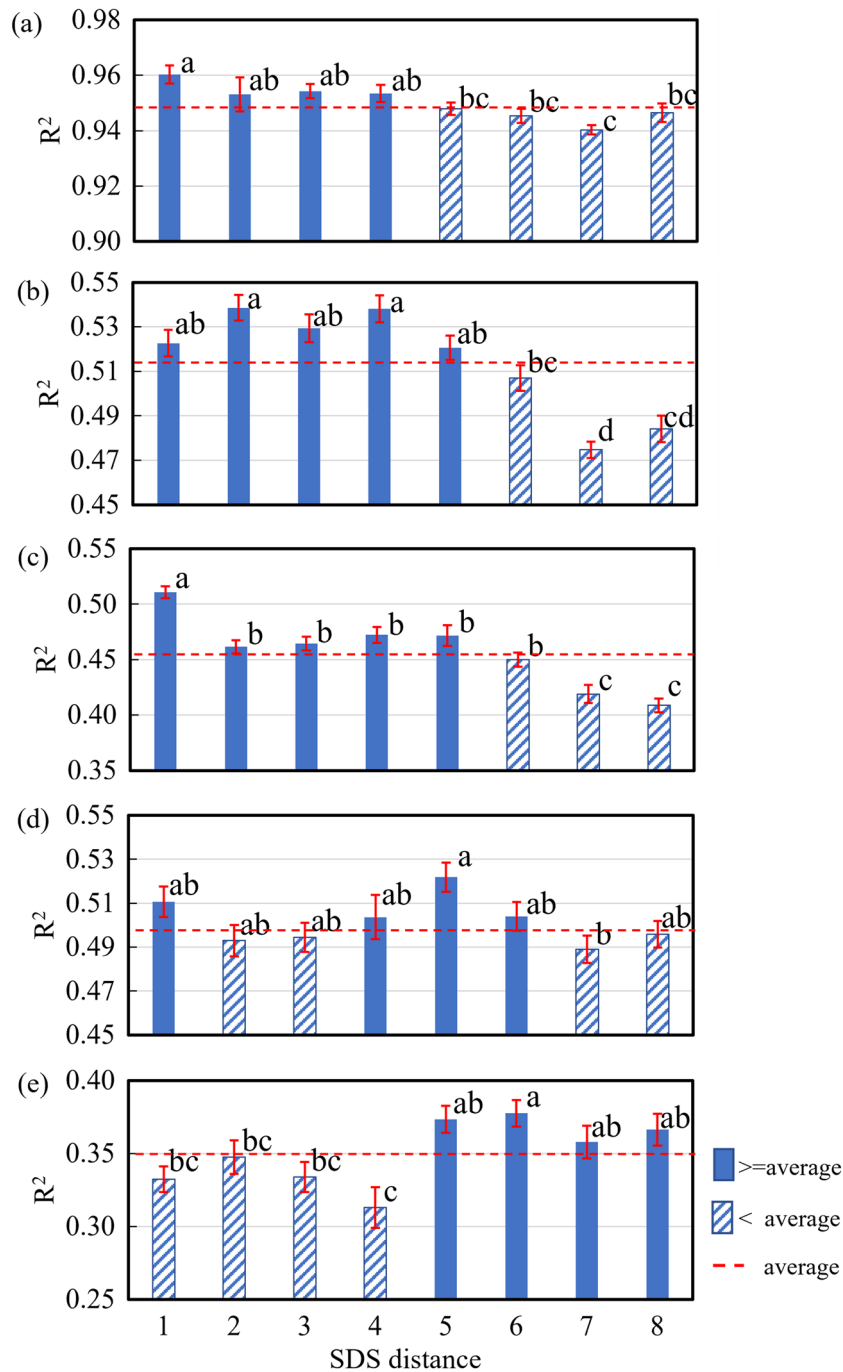 (a)
R²
0.98
0.96
0.94
0.92
0.90
a ab ab ab bc bc c bc
(b)
R²
0.55
0.53
0.51
0.49
0.47
0.45
ab a ab a ab bc d cd
(c)
R²
0.55
0.50
0.45
0.40
0.35
a b b b b b c c
(d)
R²
0.55
0.53
0.51
0.49
0.47
0.45
ab ab ab ab a ab b ab
(e)
R²
0.40
0.35
0.30
0.25
bc bc bc c ab a ab ab
>=average
< average
average
1 2 3 4 5 6 7 8
SDS distance